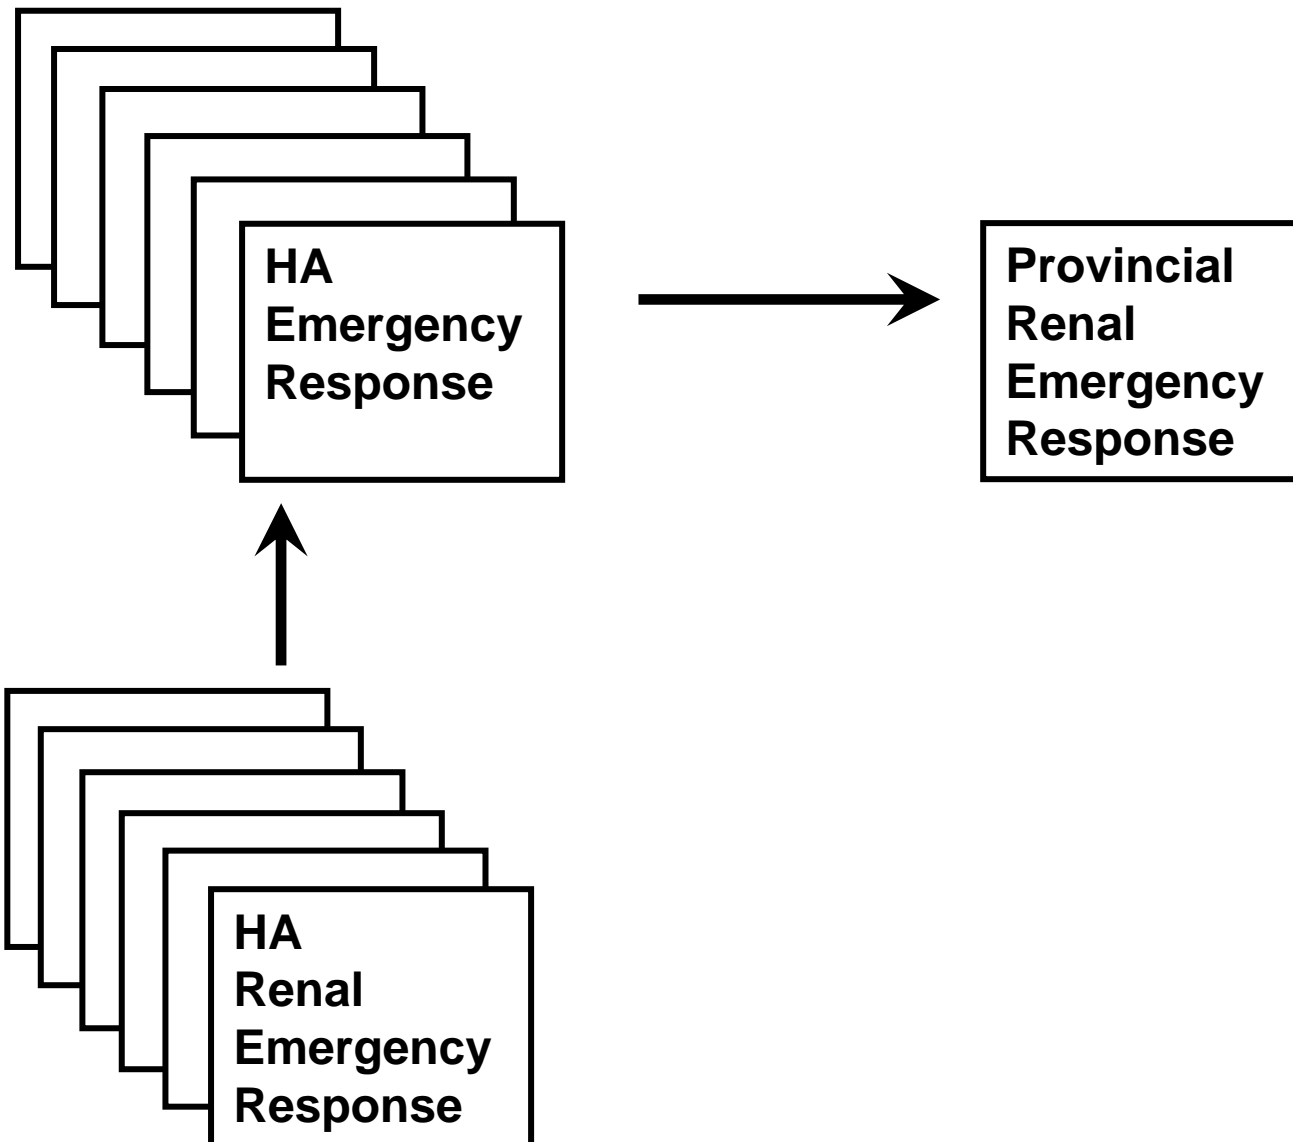 HA
Emergency
Response
Provincial
Renal
Emergency
Response
HA
Renal
Emergency
Response